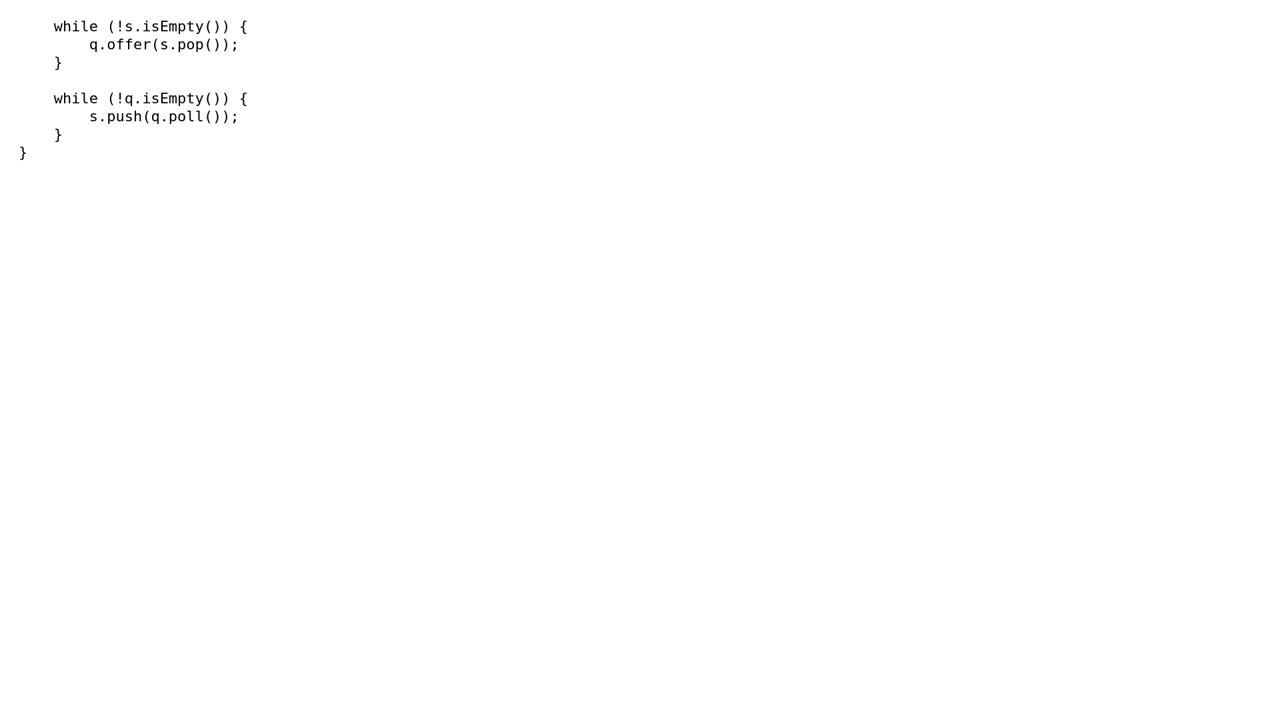 while (!s.isEmpty()) {
        q.offer(s.pop());
    }

    while (!q.isEmpty()) {
        s.push(q.poll());
    }
}